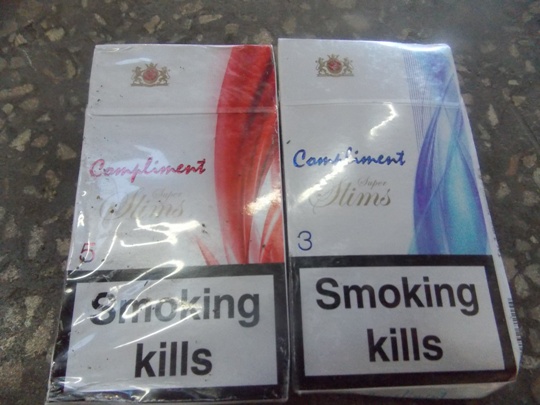 Compliment
Super
Slims
5
Smoking
kills
Compliment
Super
Slims
3
Smoking
kills